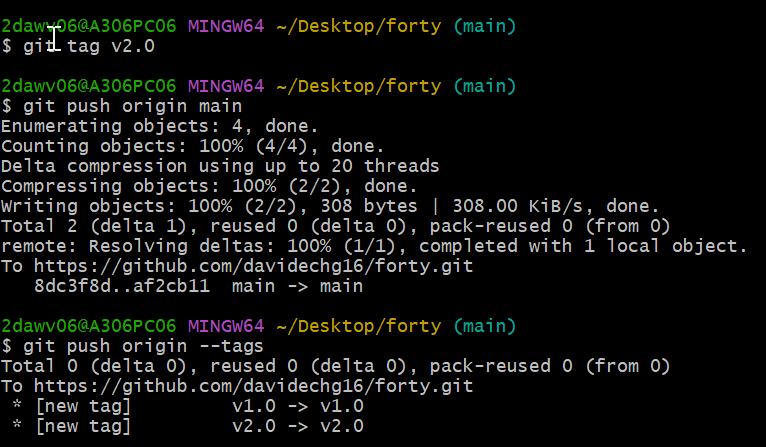 2dawv06@A306PC06 MINGW64 ~/Desktop/forty (main)
$ git tag v2.0
2dawv06@A306PC06 MINGW64 ~/Desktop/forty (main)
$ git push origin main
Enumerating objects: 4, done.
Counting objects: 100% (4/4), done.
Delta compression using up to 20 threads
Compressing objects: 100% (2/2), done.
Writing objects: 100% (2/2), 308 bytes | 308.00 KiB/s, done.
Total 2 (delta 1), reused 0 (delta 0), pack-reused 0 (from 0)
remote: Resolving deltas: 100% (1/1), completed with 1 local object.
To https://github.com/davidechg16/forty.git
   8dc3f8d..af2cb11  main -> main
2dawv06@A306PC06 MINGW64 ~/Desktop/forty (main)
$ git push origin --tags
Total 0 (delta 0), reused 0 (delta 0), pack-reused 0 (from 0)
To https://github.com/davidechg16/forty.git
 * [new tag]         v1.0 -> v1.0
 * [new tag]         v2.0 -> v2.0